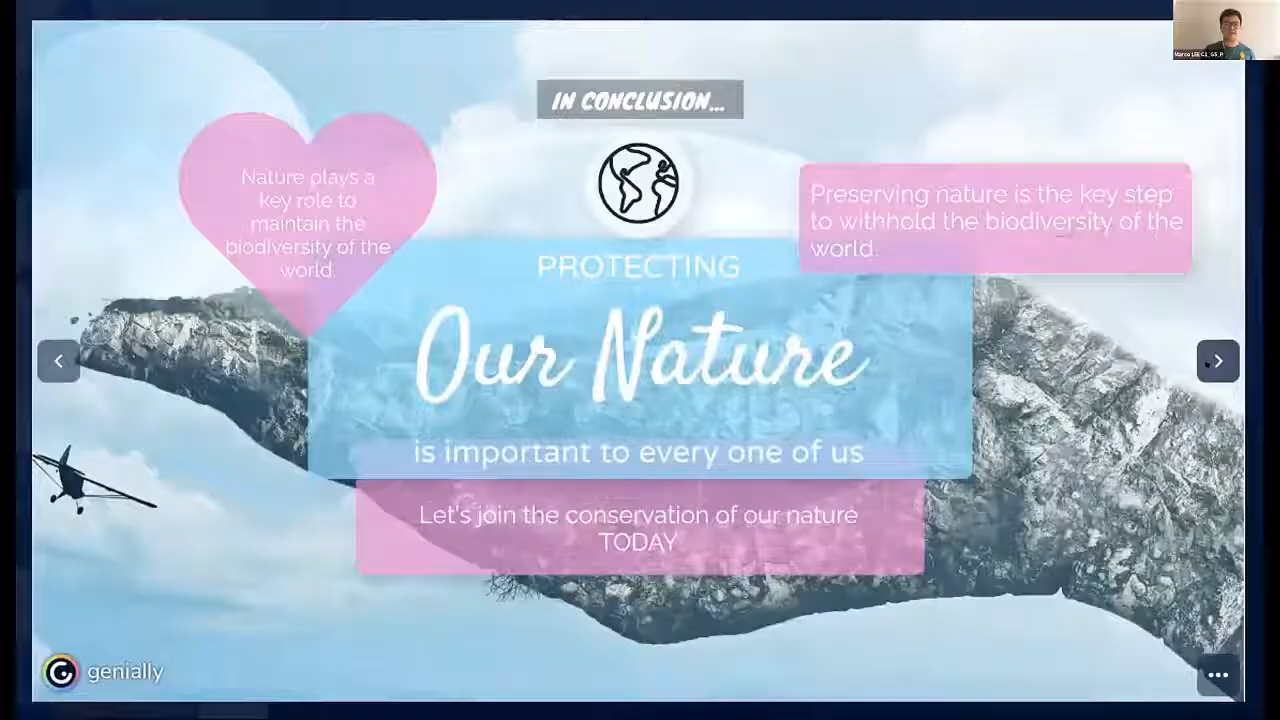 IN CONCLUSION...
Nature plays a
key role to
maintain the
biodiversity of the
world.
Preserving nature is the key step
to withhold the biodiversity of the
world.
PROTECTING
Our Nature
is important to every one of us
Let's join the conservation of our nature
TODAY
genially